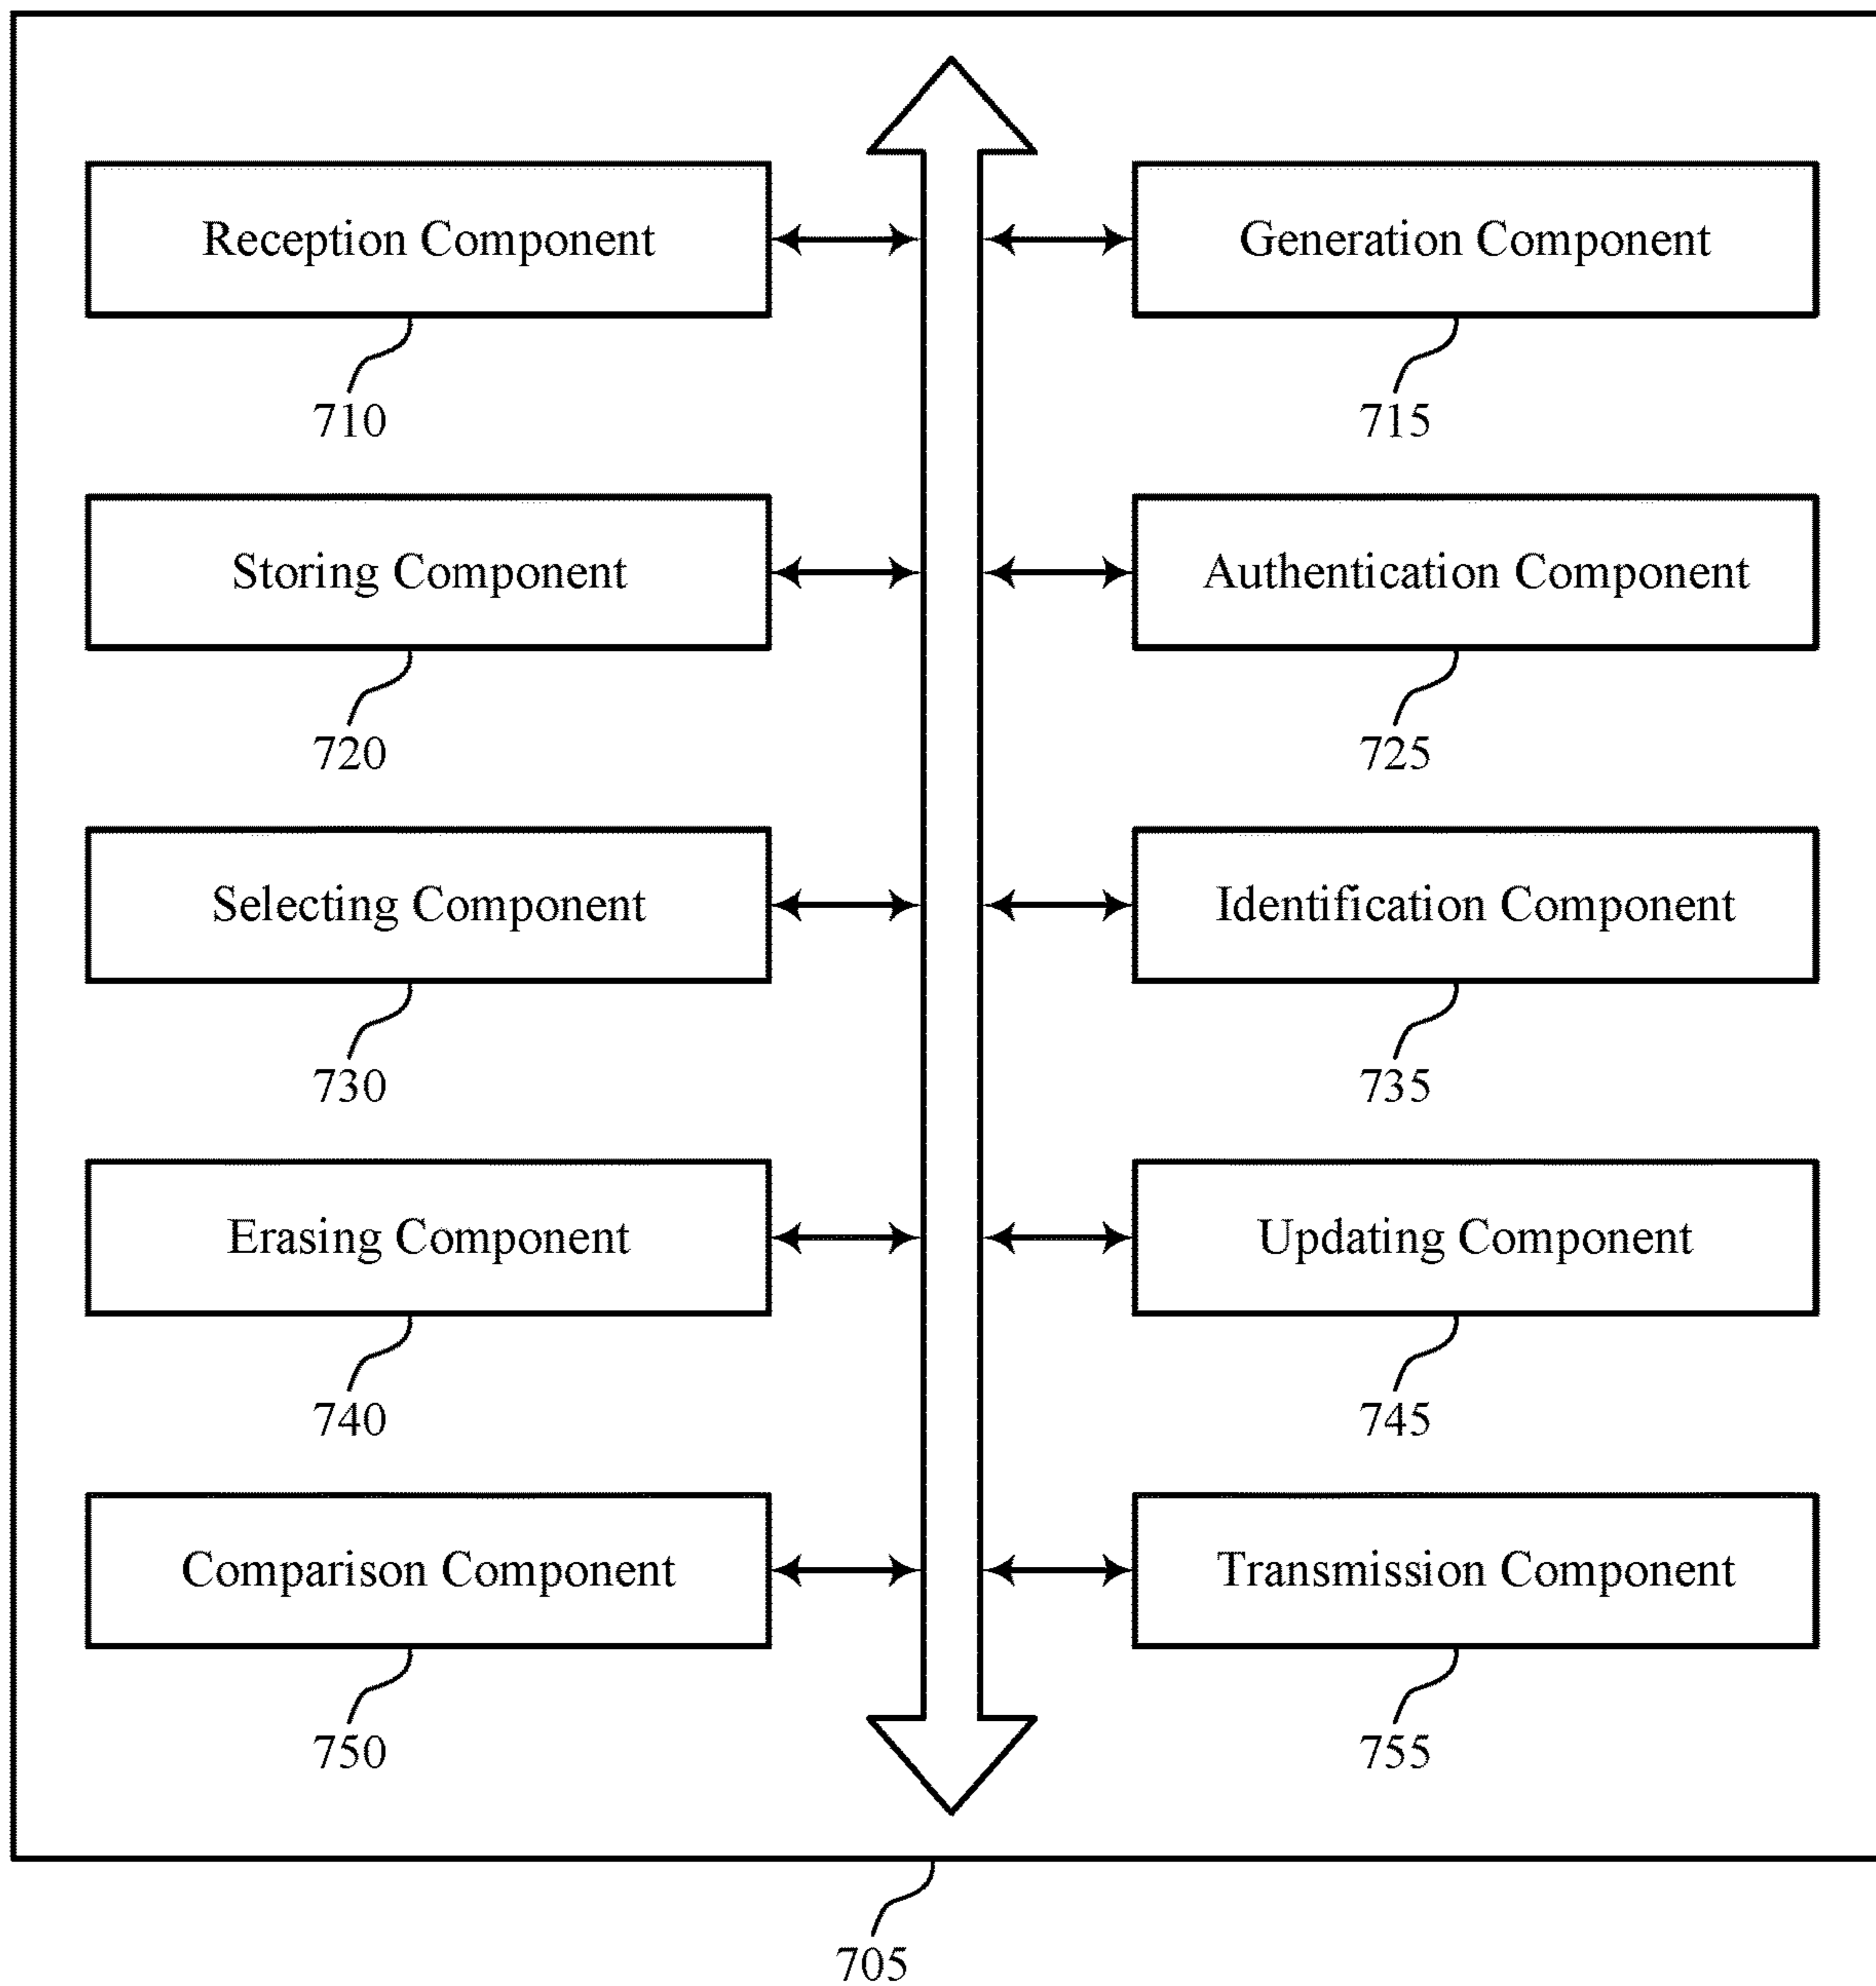 Reception Component
Generation Component
710
715
Storing Component
Authentication Component
720
725
Selecting Component
Identification Component
730
735
Erasing Component
Updating Component
740
745
Comparison Component
Transmission Component
750
755
705